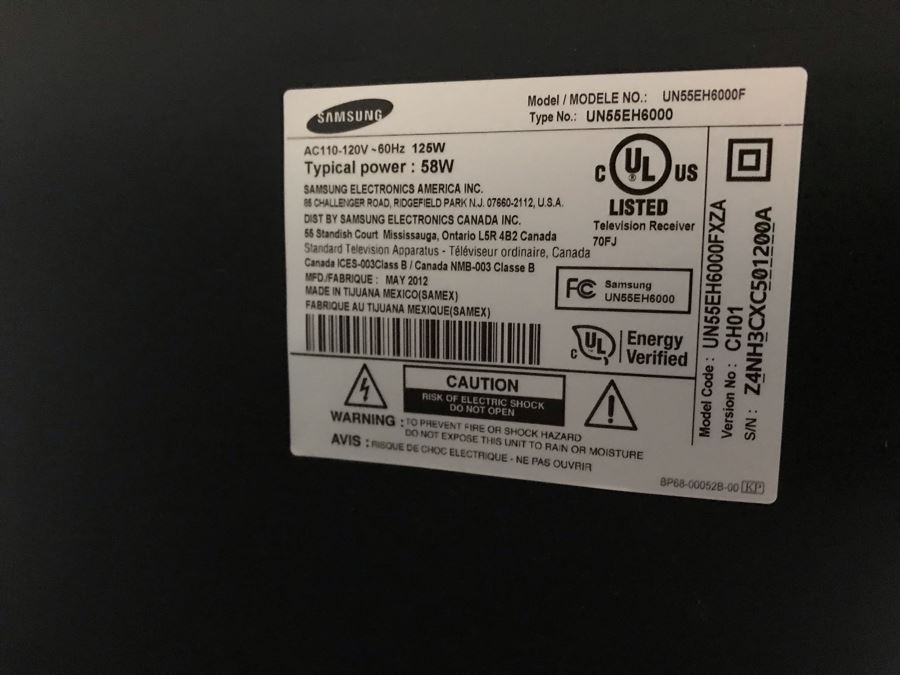 SAMSUNG
Model / MODELE NO.: UN55EH6000F
Type No.: UN55EH6000
AC110-120V ~60Hz 125W
Typical power : 58W
SAMSUNG ELECTRONICS AMERICA INC.
85 CHALLENGER ROAD, RIDGEFIELD PARK N.J. 07660-2112, U.S.A.
DIST BY SAMSUNG ELECTRONICS CANADA INC.
55 Standish Court Mississauga, Ontario L5R 4B2 Canada
Standard Television Apparatus - Téléviseur ordinaire, Canada
Canada ICES-003Class B / Canada NMB-003 Classe B
MFD./FABRIQUE : MAY 2012
MADE IN TIJUANA MEXICO(SAMEX)
FABRIQUE AU TIJUANA MEXIQUE(SAMEX)
C UL ® US
LISTED
Television Receiver
70FJ
FC Samsung
UN55EH6000
c UL Energy
Verified
CAUTION
RISK OF ELECTRIC SHOCK
DO NOT OPEN
WARNING : TO PREVENT FIRE OR SHOCK HAZARD
DO NOT EXPOSE THIS UNIT TO RAIN OR MOISTURE
AVIS : RISQUE DE CHOC ELECTRIQUE - NE PAS OUVRIR
Model Code : UN55EH6000FXZA
Version No : CH01
S/N : Z4NH3CXC501200A
BP68-00052B-00 KP